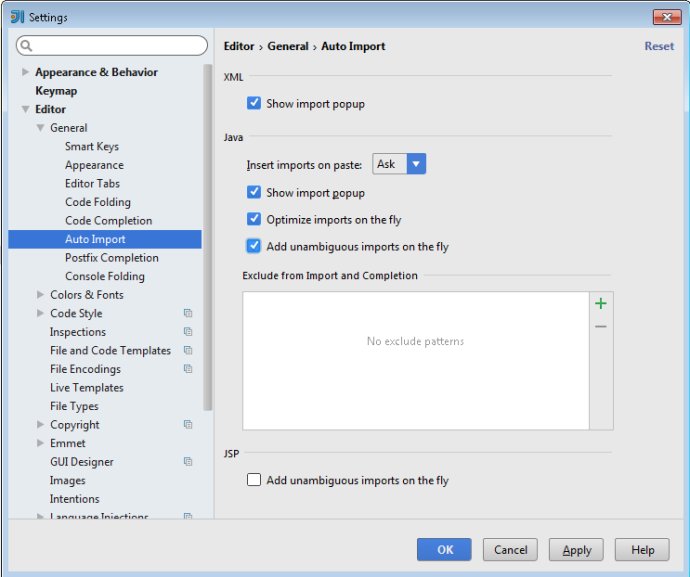 Settings
Editor › General › Auto Import
Reset
Appearance & Behavior
Keymap
Editor
General
Smart Keys
Appearance
Editor Tabs
Code Folding
Code Completion
Auto Import
Postfix Completion
Console Folding
Colors & Fonts
Code Style
Inspections
File and Code Templates
File Encodings
Live Templates
File Types
Copyright
Emmet
GUI Designer
Images
Intentions
Language Injections
XML
Show import popup
Java
Insert imports on paste: Ask
Show import popup
Optimize imports on the fly
Add unambiguous imports on the fly
Exclude from Import and Completion
No exclude patterns
JSP
Add unambiguous imports on the fly
OK Cancel Apply Help